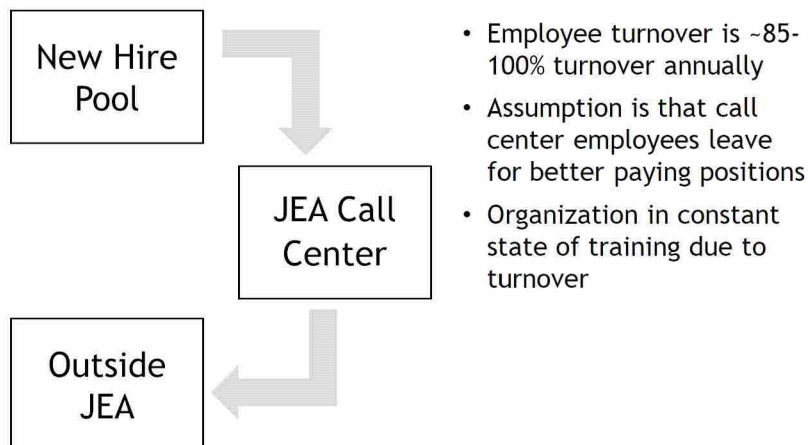 New Hire
Pool
JEA Call
Center
Outside
JEA
• Employee turnover is ~85-
100% turnover annually
• Assumption is that call
center employees leave
for better paying positions
• Organization in constant
state of training due to
turnover